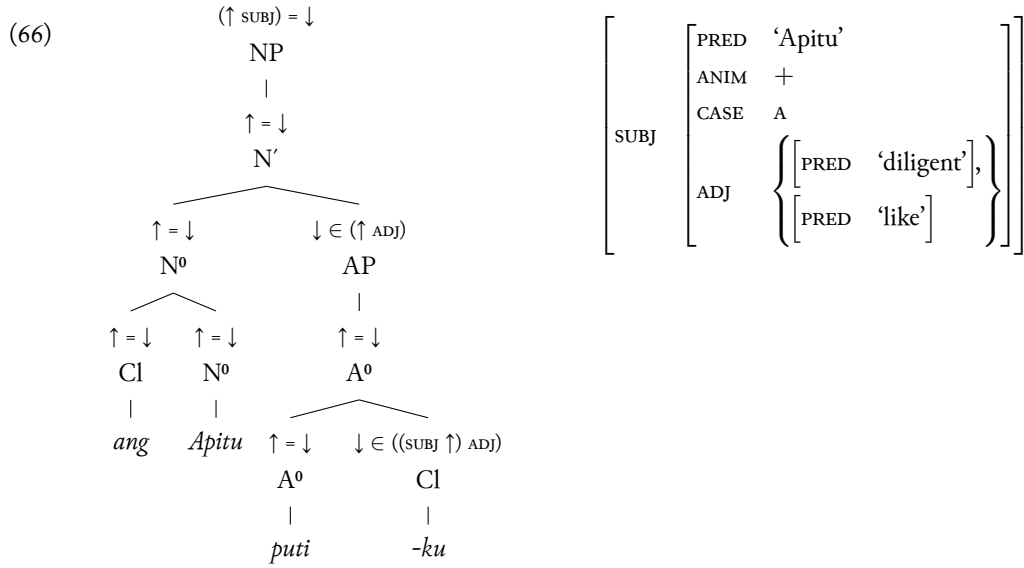 (66)
(↑ SUBJ) = ↓
NP
↑ = ↓
N′
↑ = ↓ ↓ ∈ (↑ ADJ)
N⁰ AP
↑ = ↓ ↑ = ↓ ↑ = ↓
Cl N⁰ A⁰
ang Apitu ↑ = ↓ ↓ ∈ ((SUBJ ↑) ADJ)
A⁰ Cl
puti -ku
SUBJ
PRED ‘Apitu’
ANIM +
CASE A
ADJ
{[PRED ‘diligent’],
[PRED ‘like’]}